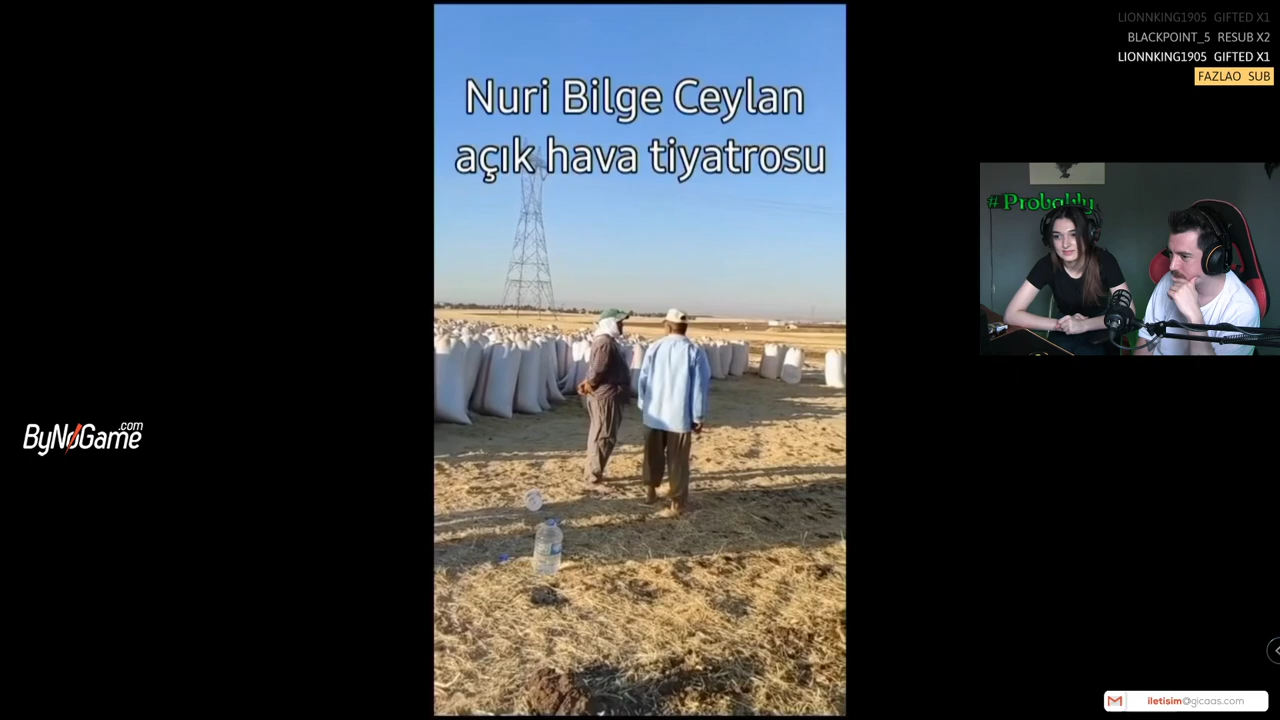 LIONNKING1905 GIFTED X1
BLACKPOINT_5 RESUB X2
LIONNKING1905 GIFTED X1
FAZLAO SUB
Nuri Bilge Ceylan
açık hava tiyatrosu
#Probably
ByNoGame.com
iletisim@gicaas.com